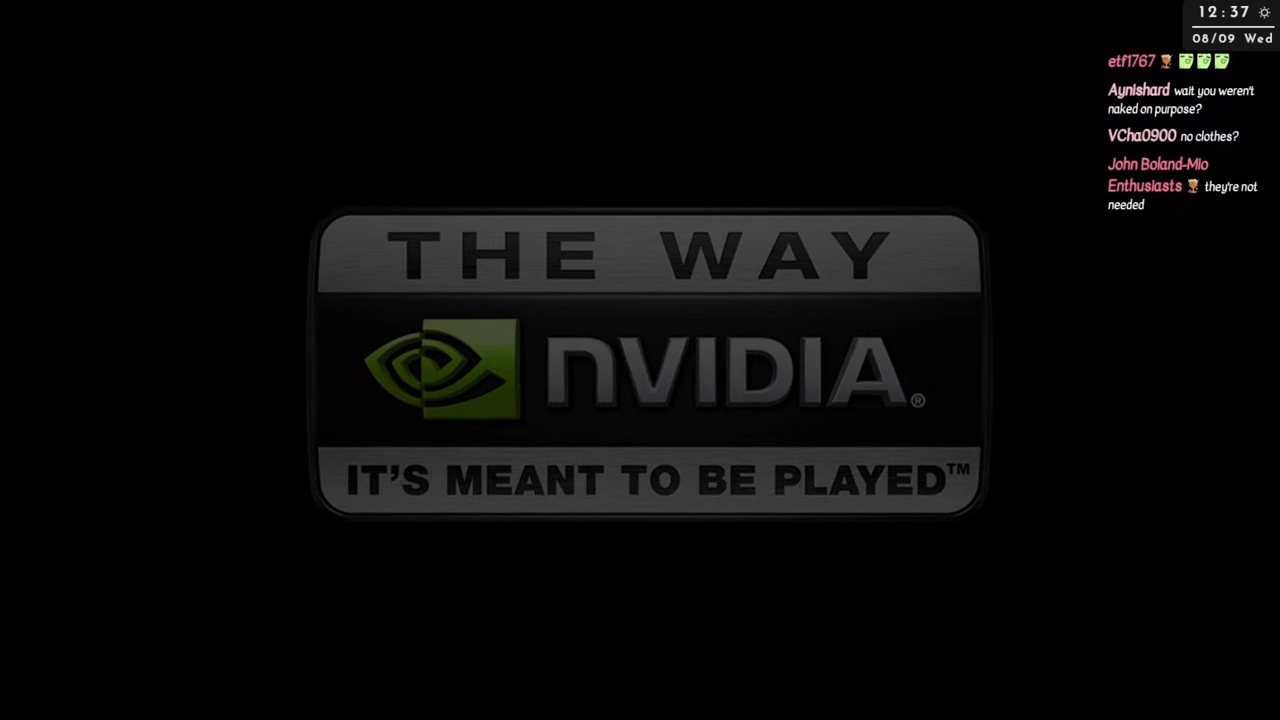 12:37
08/09 Wed
etf1767
Aynishard wait you weren't
naked on purpose?
VCha0900 no clothes?
John Boland-Mio
Enthusiasts they're not
needed
THE WAY
NVIDIA®
IT'S MEANT TO BE PLAYED™